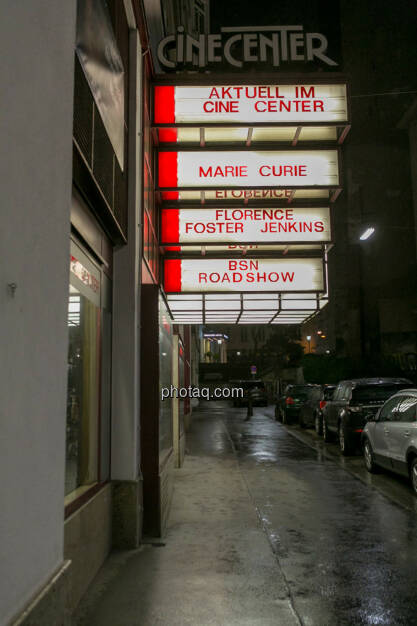 CINECENTER
AKTUELL IM
CINE CENTER
MARIE CURIE
FLORENCE
FOSTER JENKINS
BSN
ROADSHOW
photaq.com